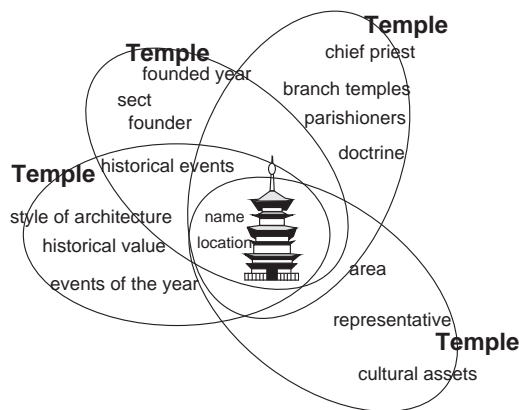 Temple
chief priest
Temple
founded year
branch temples
sect
parishioners
founder
doctrine
historical events
Temple
style of architecture
name
historical value
location
area
events of the year
representative
Temple
cultural assets